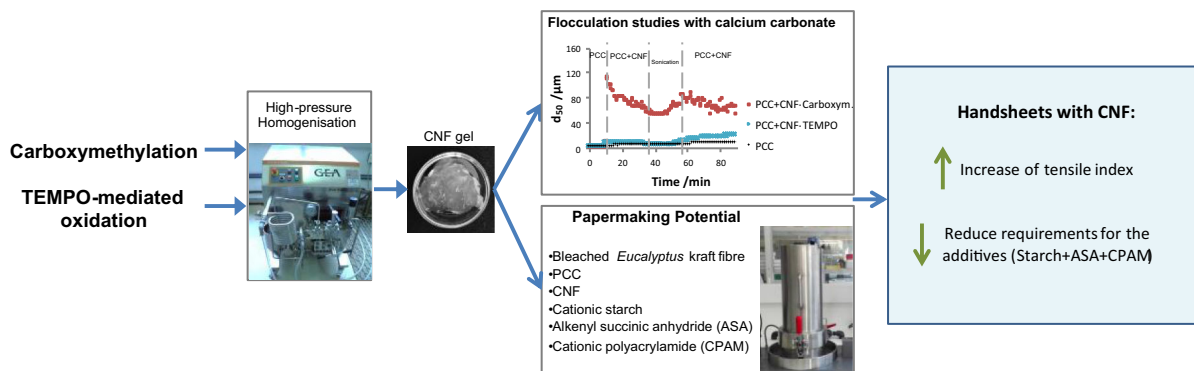 Carboxymethylation
TEMPO-mediated
oxidation
High-pressure
Homogenisation
GEA
CNF gel
Flocculation studies with calcium carbonate
160
120
80
40
0
d50 /µm
PCC
PCC+CNF
Sonication
PCC+CNF
PCC+CNF-Carboxym.
PCC+CNF-TEMPO
PCC
0 20 40 60 80
Time /min
Papermaking Potential
•Bleached Eucalyptus kraft fibre
•PCC
•CNF
•Cationic starch
•Alkenyl succinic anhydride (ASA)
•Cationic polyacrylamide (CPAM)
Handsheets with CNF:
Increase of tensile index
Reduce requirements for the
additives (Starch+ASA+CPAM)